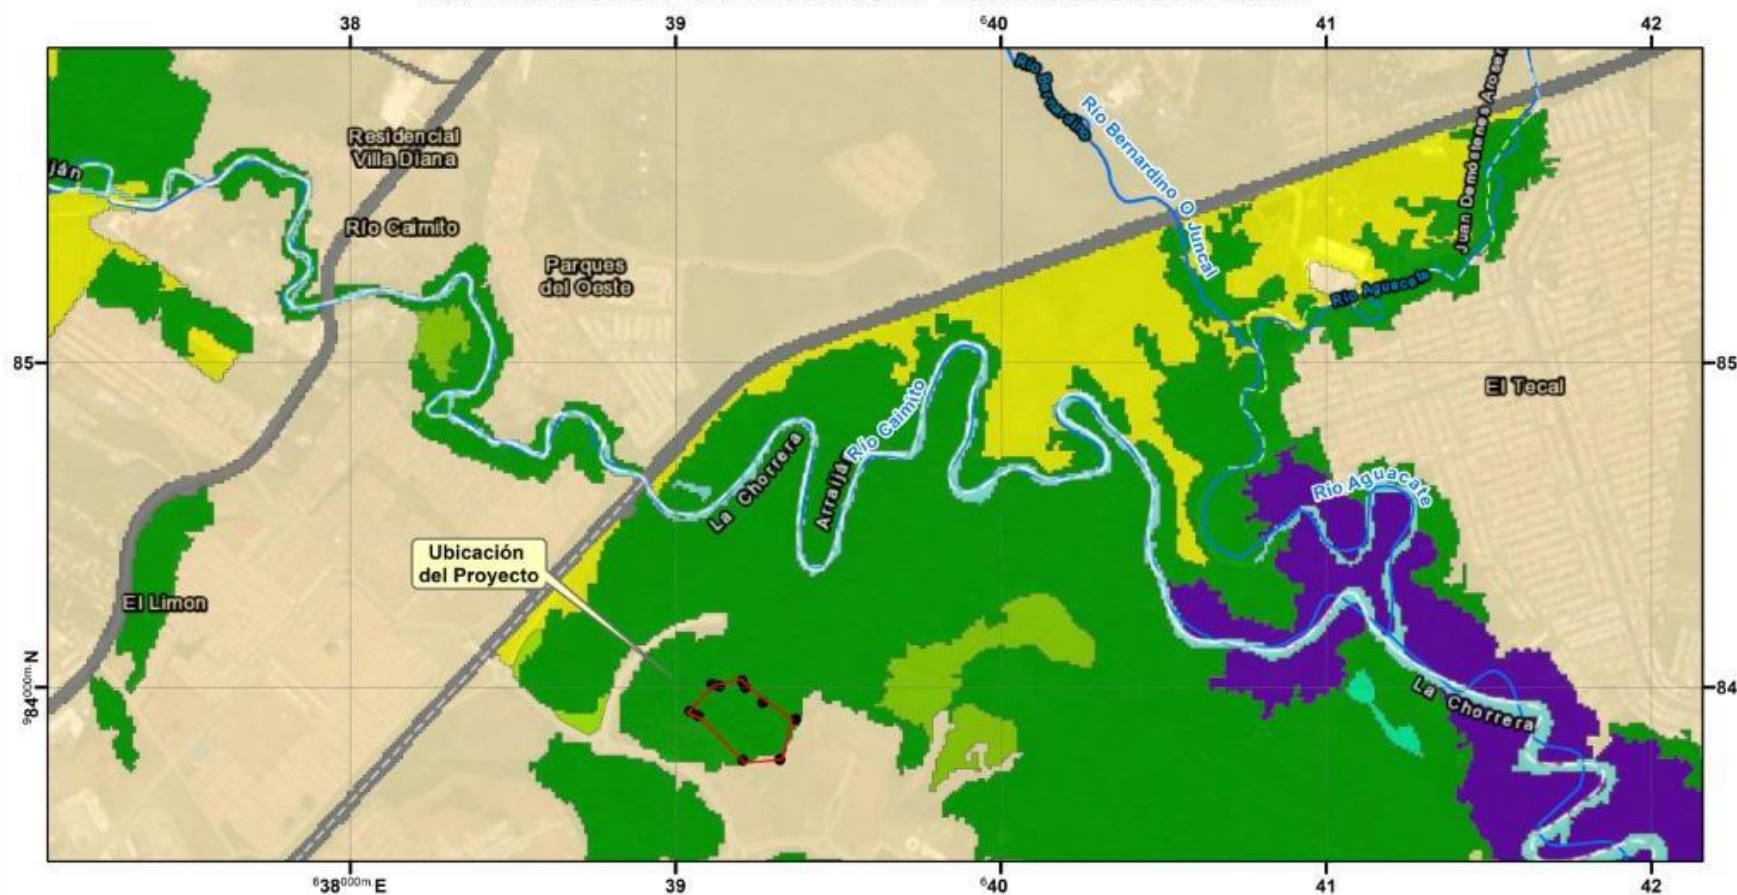 38 39 ⁶40 41 42
Río Bernardino
Río Bernardino O Juncal
Juan Demóstenes Arosem
Residencial
Villa Diana
ján
Río Caimito
Parques
del Oeste
Río Aguacate
85 85
El Tecal
Río Caimito
La Chorrera
Arraiján
Río Aguacate
Ubicación
del Proyecto
El Limon
⁹84⁰⁰⁰ᵐ·N 84
La Chorrera
⁶38⁰⁰⁰ᵐ·E 39 ⁶40 41 42